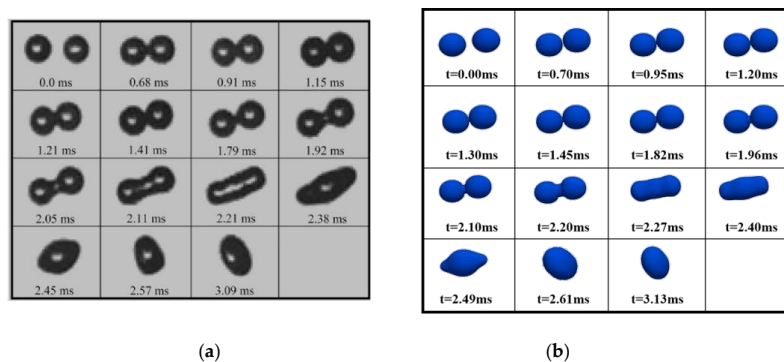 0.0 ms 0.68 ms 0.91 ms 1.15 ms
1.21 ms 1.41 ms 1.79 ms 1.92 ms
2.05 ms 2.11 ms 2.21 ms 2.38 ms
2.45 ms 2.57 ms 3.09 ms
(a)
t=0.00ms t=0.70ms t=0.95ms t=1.20ms
t=1.30ms t=1.45ms t=1.82ms t=1.96ms
t=2.10ms t=2.20ms t=2.27ms t=2.40ms
t=2.49ms t=2.61ms t=3.13ms
(b)